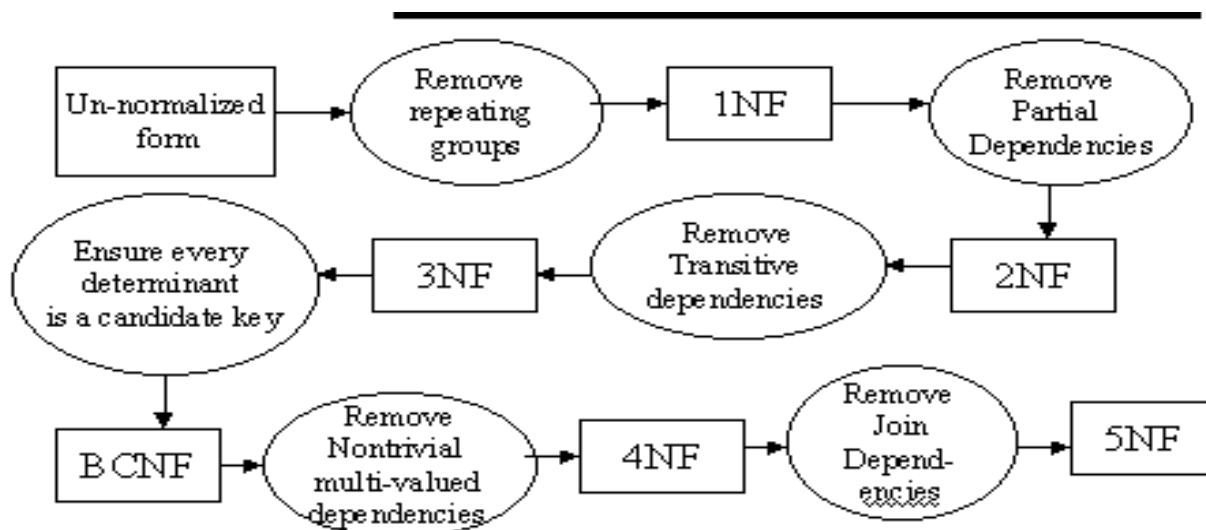 Un-normalized
form
Remove
repeating
groups
1NF
Remove
Partial
Dependencies
2NF
Remove
Transitive
dependencies
3NF
Ensure every
determinant
is a candidate key
BCNF
Remove
Nontrivial
multi-valued
dependencies
4NF
Remove
Join
Depend-
encies
5NF